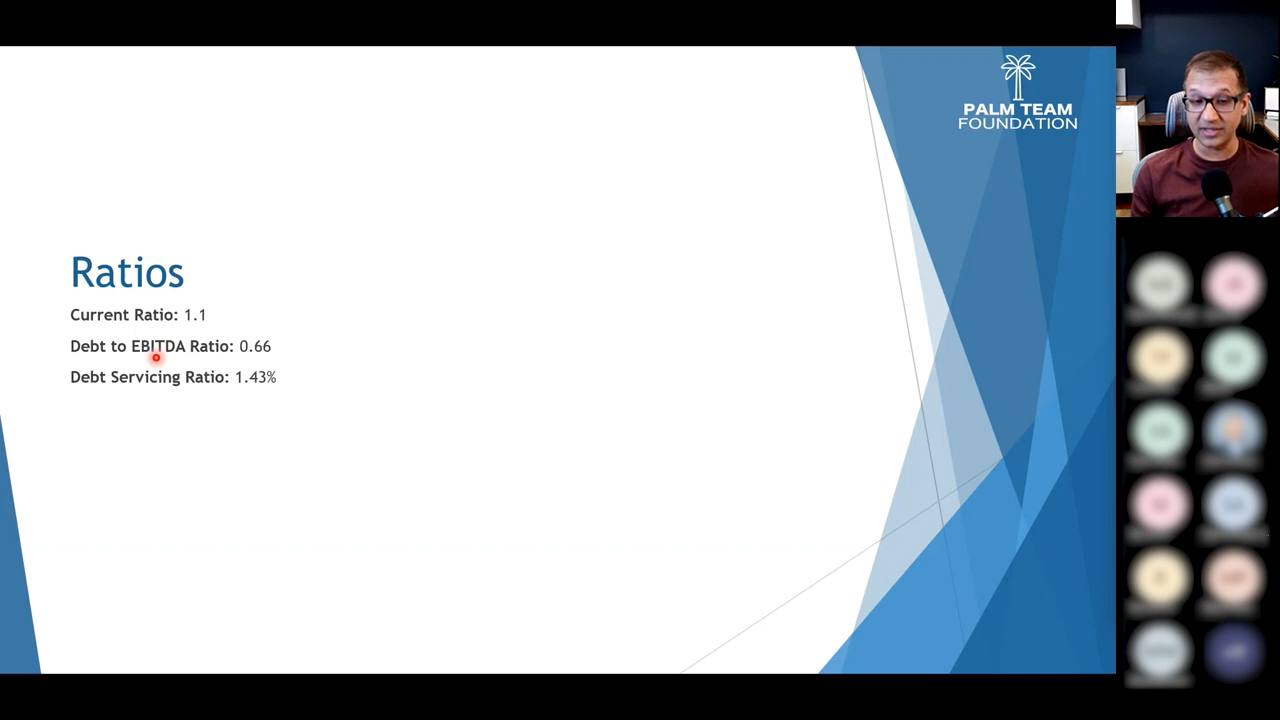 PALM TEAM
FOUNDATION
Ratios
Current Ratio: 1.1
Debt to EBITDA Ratio: 0.66
Debt Servicing Ratio: 1.43%